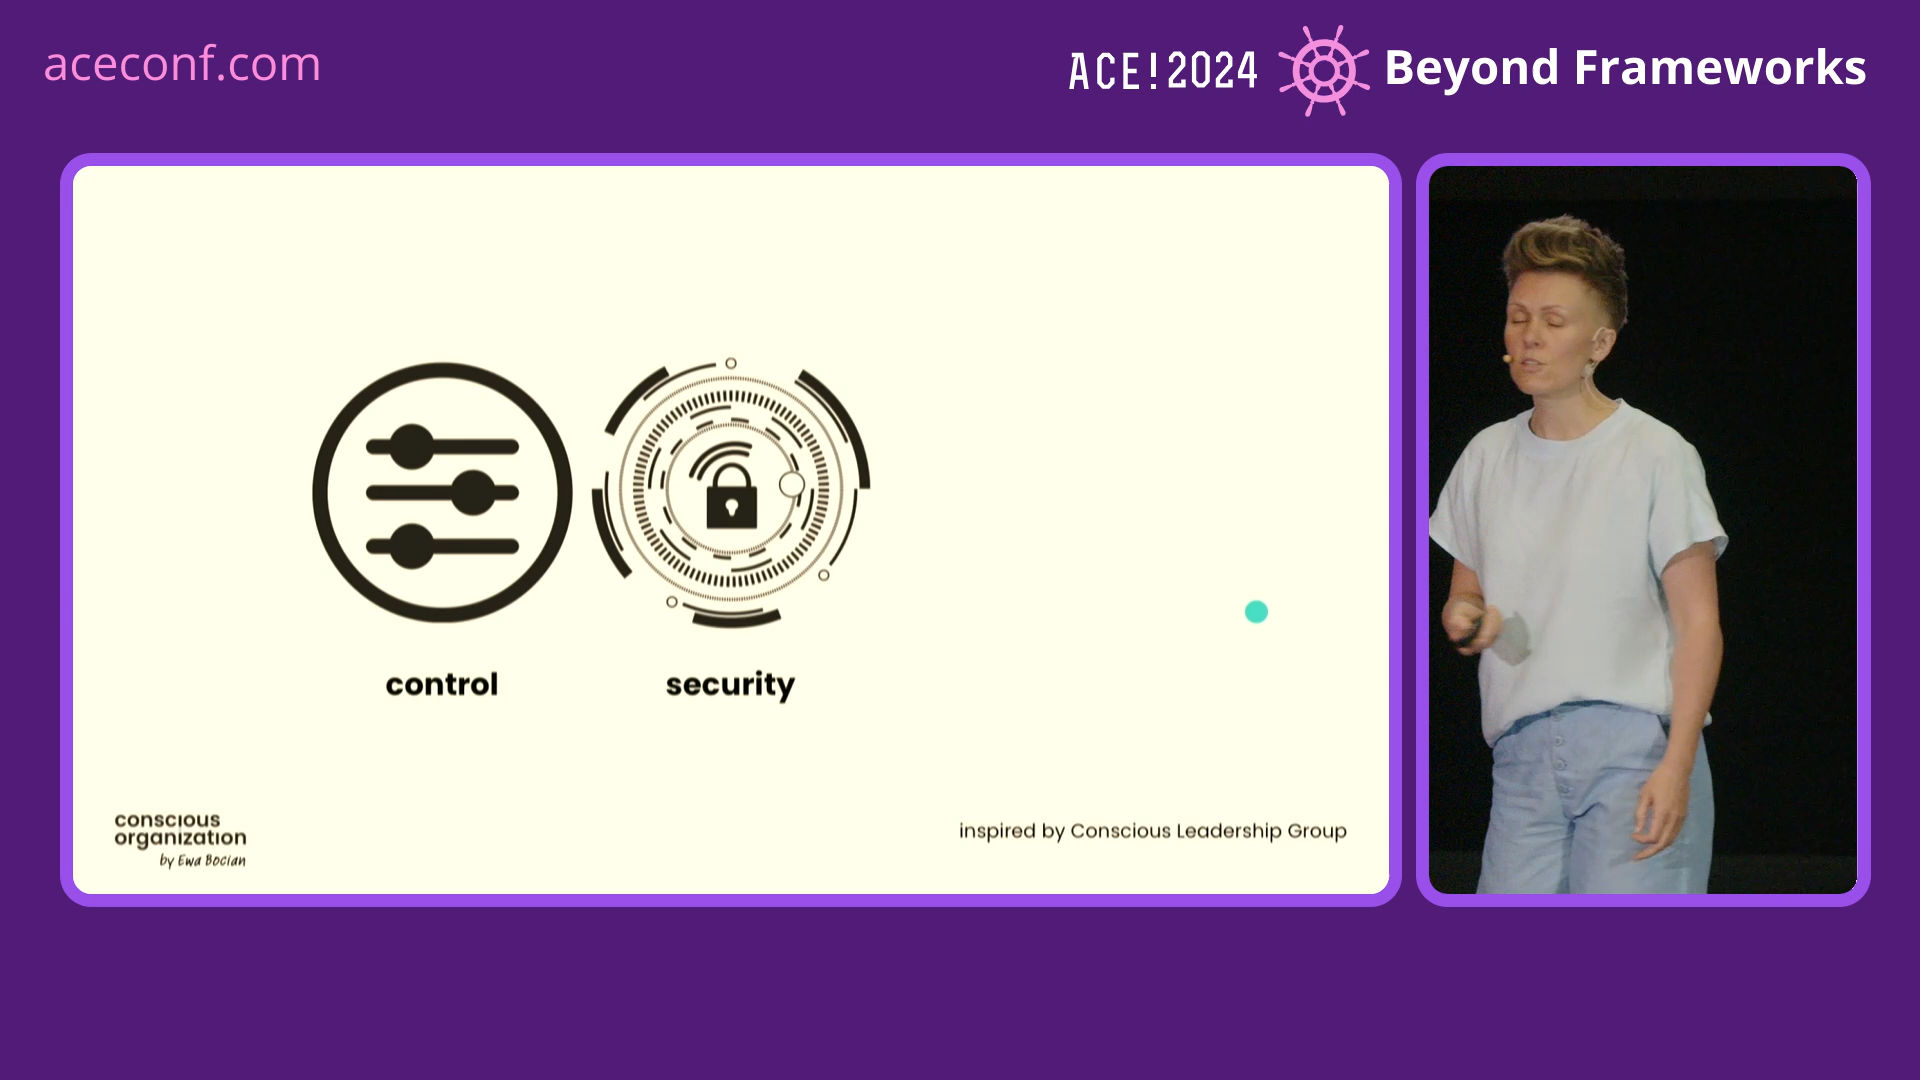 aceconf.com
ACE!2024 Beyond Frameworks
control
security
conscious
organization
by Ewa Bocian
inspired by Conscious Leadership Group